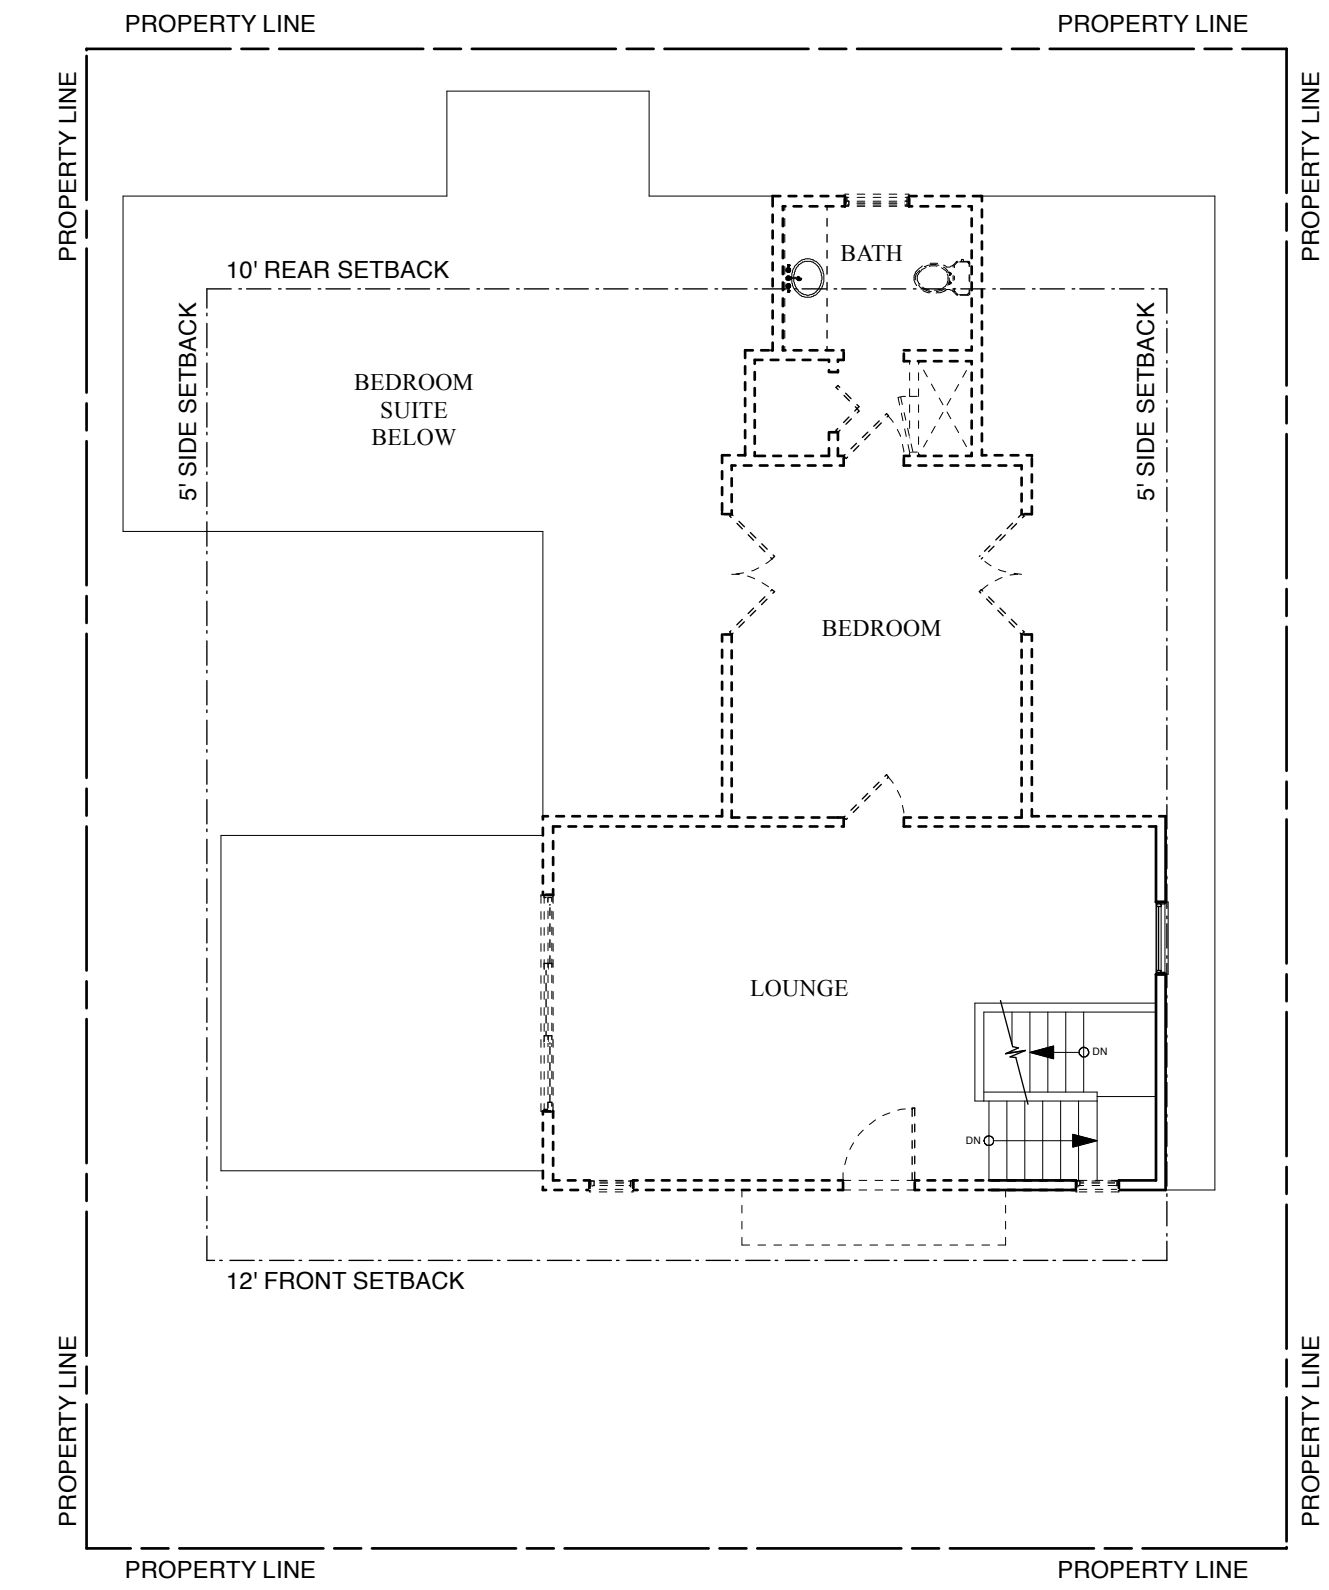 PROPERTY LINE
PROPERTY LINE
PROPERTY LINE
PROPERTY LINE
BATH
10' REAR SETBACK
5' SIDE SETBACK
5' SIDE SETBACK
BEDROOM
SUITE
BELOW
BEDROOM
LOUNGE
DN
DN
12' FRONT SETBACK
PROPERTY LINE
PROPERTY LINE
PROPERTY LINE
PROPERTY LINE